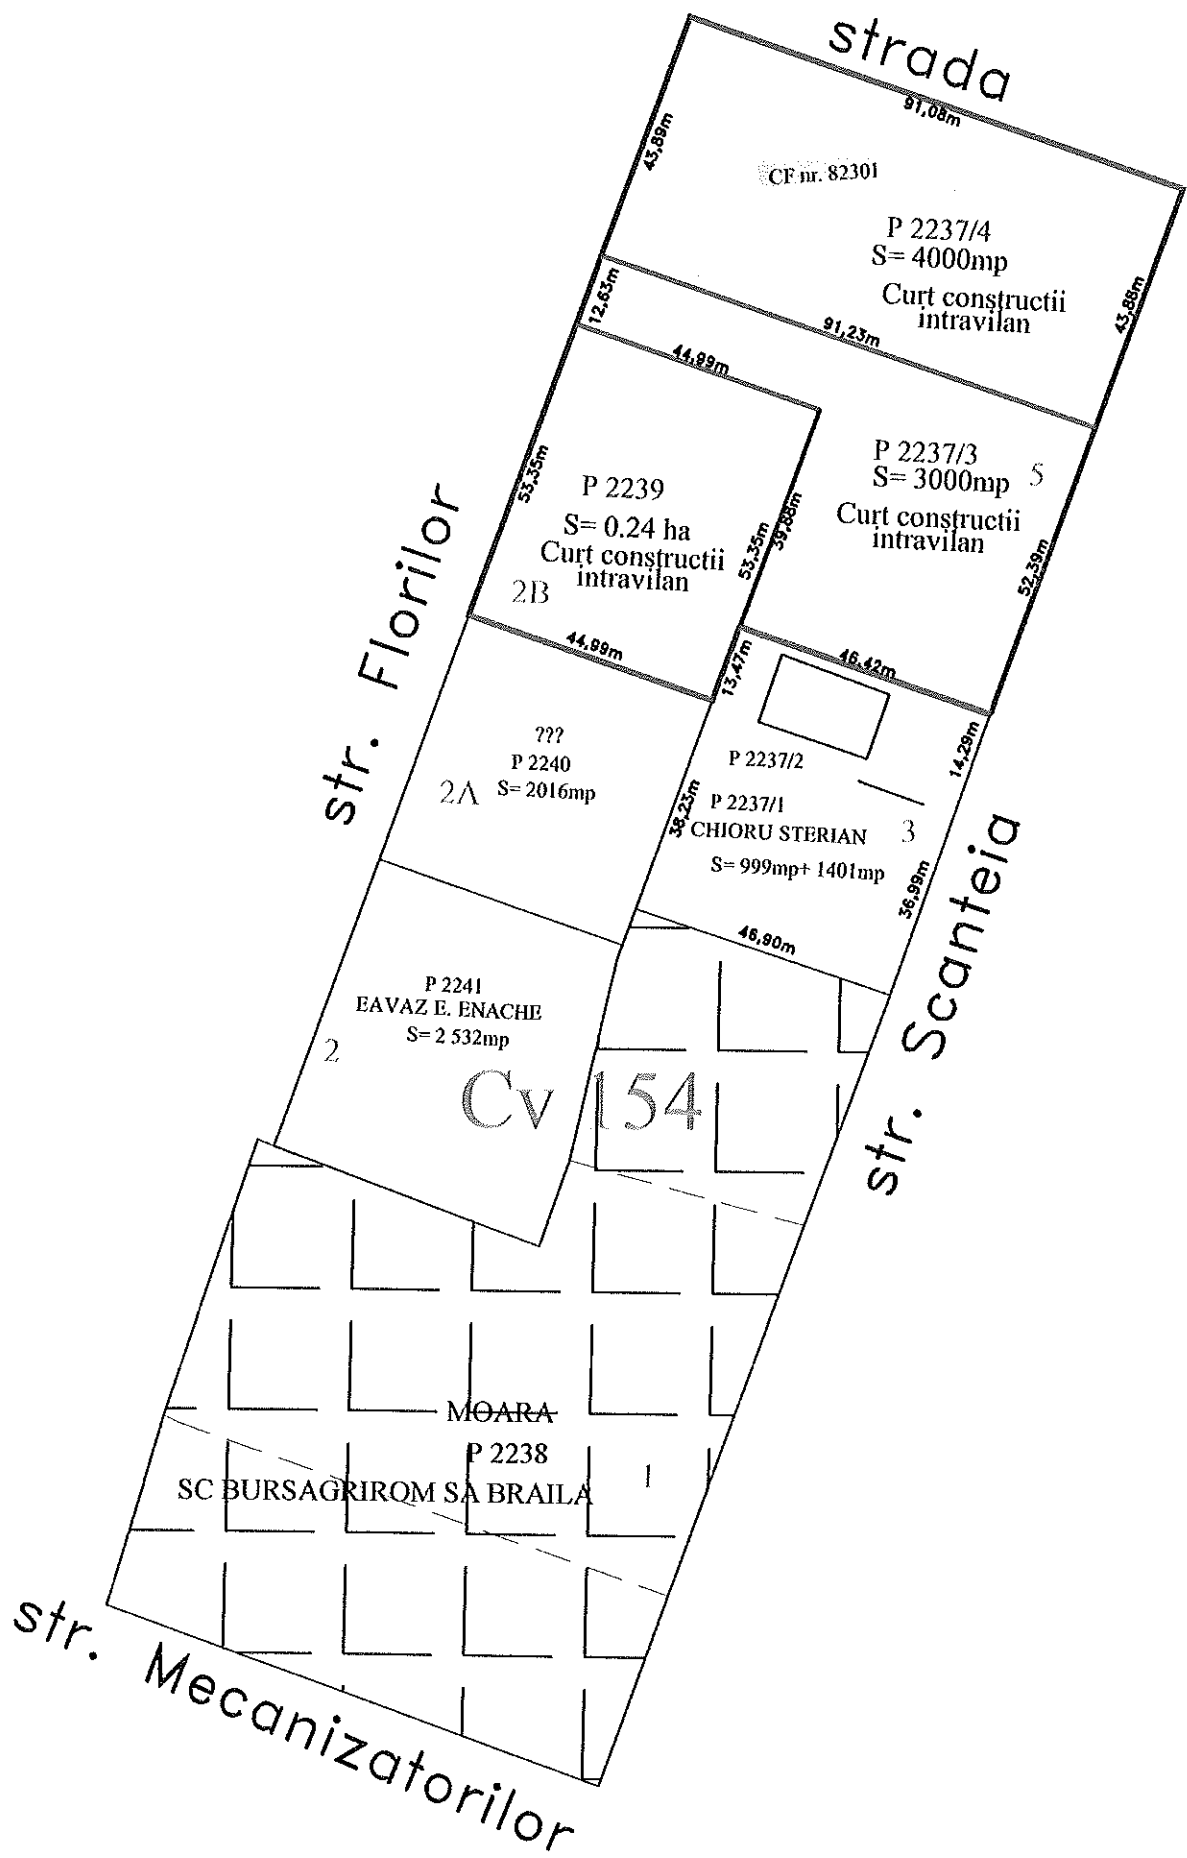 strada
91,08m
43,89m
CF nr. 82301
P 2237/4
S= 4000mp
Curt constructii
intravilan
43,88m
12,63m
91,23m
44,99m
P 2237/3
S= 3000mp
5
Curt constructii
intravilan
53,35m
P 2239
S= 0.24 ha
Curt constructii
intravilan
2B
53,35m
39,88m
52,39m
str. Florilor
44,99m
13,47m
46,42m
14,29m
???
P 2240
S= 2016mp
2A
P 2237/2
P 2237/1
CHIORU STERIAN
3
S= 999mp+ 1401mp
38,23m
36,99m
46,90m
str. Scanteia
P 2241
EAVAZ E. ENACHE
S= 2 532mp
2
Cv 154
MOARA
P 2238
1
SC BURSAGRIROM SA BRAILA
str. Mecanizatorilor